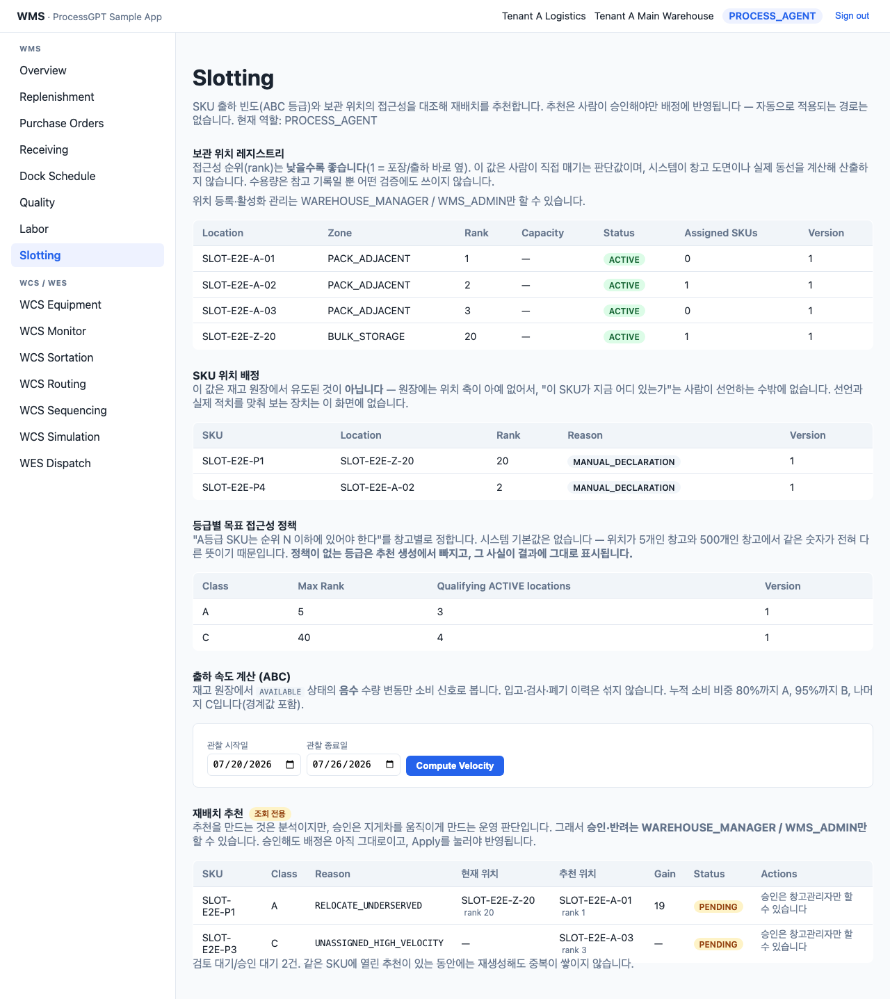 WMS · ProcessGPT Sample App
Tenant A Logistics Tenant A Main Warehouse PROCESS_AGENT Sign out
WMS
Overview
Replenishment
Purchase Orders
Receiving
Dock Schedule
Quality
Labor
Slotting
WCS / WES
WCS Equipment
WCS Monitor
WCS Sortation
WCS Routing
WCS Sequencing
WCS Simulation
WES Dispatch
Slotting
SKU 출하 빈도(ABC 등급)와 보관 위치의 접근성을 대조해 재배치를 추천합니다. 추천은 사람이 승인해야만 배정에 반영됩니다 — 자동으로 적용되는 경로는
없습니다. 현재 역할: PROCESS_AGENT
보관 위치 레지스트리
접근성 순위(rank)는 낮을수록 좋습니다(1 = 포장/출하 바로 옆). 이 값은 사람이 직접 매기는 판단값이며, 시스템이 창고 도면이나 실제 동선을 계산해 산출하
지 않습니다. 수용량은 참고 기록일 뿐 어떤 검증에도 쓰이지 않습니다.
위치 등록·활성화 관리는 WAREHOUSE_MANAGER / WMS_ADMIN만 할 수 있습니다.
Location Zone Rank Capacity Status Assigned SKUs Version
SLOT-E2E-A-01 PACK_ADJACENT 1 — ACTIVE 0 1
SLOT-E2E-A-02 PACK_ADJACENT 2 — ACTIVE 1 1
SLOT-E2E-A-03 PACK_ADJACENT 3 — ACTIVE 0 1
SLOT-E2E-Z-20 BULK_STORAGE 20 — ACTIVE 1 1
SKU 위치 배정
이 값은 재고 원장에서 유도된 것이 아닙니다 — 원장에는 위치 축이 아예 없어서, "이 SKU가 지금 어디 있는가"는 사람이 선언하는 수밖에 없습니다. 선언과
실제 적치를 맞춰 보는 장치는 이 화면에 없습니다.
SKU Location Rank Reason Version
SLOT-E2E-P1 SLOT-E2E-Z-20 20 MANUAL_DECLARATION 1
SLOT-E2E-P4 SLOT-E2E-A-02 2 MANUAL_DECLARATION 1
등급별 목표 접근성 정책
"A등급 SKU는 순위 N 이하에 있어야 한다"를 창고별로 정합니다. 시스템 기본값은 없습니다 — 위치가 5개인 창고와 500개인 창고에서 같은 숫자가 전혀 다
른 뜻이기 때문입니다. 정책이 없는 등급은 추천 생성에서 빠지고, 그 사실이 결과에 그대로 표시됩니다.
Class Max Rank Qualifying ACTIVE locations Version
A 5 3 1
C 40 4 1
출하 속도 계산 (ABC)
재고 원장에서 AVAILABLE 상태의 음수 수량 변동만 소비 신호로 봅니다. 입고·검사·폐기 이력은 섞지 않습니다. 누적 소비 비중 80%까지 A, 95%까지 B, 나머
지 C입니다(경계값 포함).
관찰 시작일 관찰 종료일
07/20/2026 07/26/2026 Compute Velocity
재배치 추천 조회 전용
추천을 만드는 것은 분석이지만, 승인은 지게차를 움직이게 만드는 운영 판단입니다. 그래서 승인·반려는 WAREHOUSE_MANAGER / WMS_ADMIN만
할 수 있습니다. 승인해도 배정은 아직 그대로이고, Apply를 눌러야 반영됩니다.
SKU Class Reason 현재 위치 추천 위치 Gain Status Actions
SLOT-
E2E-P1 A RELOCATE_UNDERSERVED SLOT-E2E-Z-20 rank 20 SLOT-E2E-A-01 rank 1 19 PENDING 승인은 창고관리자만 할
수 있습니다
SLOT-
E2E-P3 C UNASSIGNED_HIGH_VELOCITY — SLOT-E2E-A-03 rank 3 — PENDING 승인은 창고관리자만 할
수 있습니다
검토 대기/승인 대기 2건. 같은 SKU에 열린 추천이 있는 동안에는 재생성해도 중복이 쌓이지 않습니다.